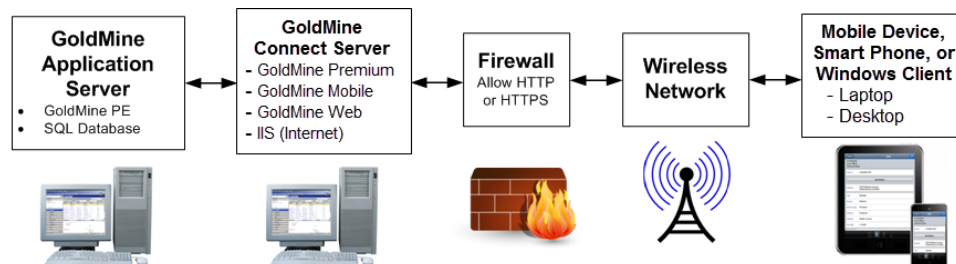 GoldMine
Application
Server
• GoldMine PE
• SQL Database
GoldMine
Connect Server
- GoldMine Premium
- GoldMine Mobile
- GoldMine Web
- IIS (Internet)
Firewall
Allow HTTP
or HTTPS
Wireless
Network
Mobile Device,
Smart Phone, or
Windows Client
- Laptop
- Desktop